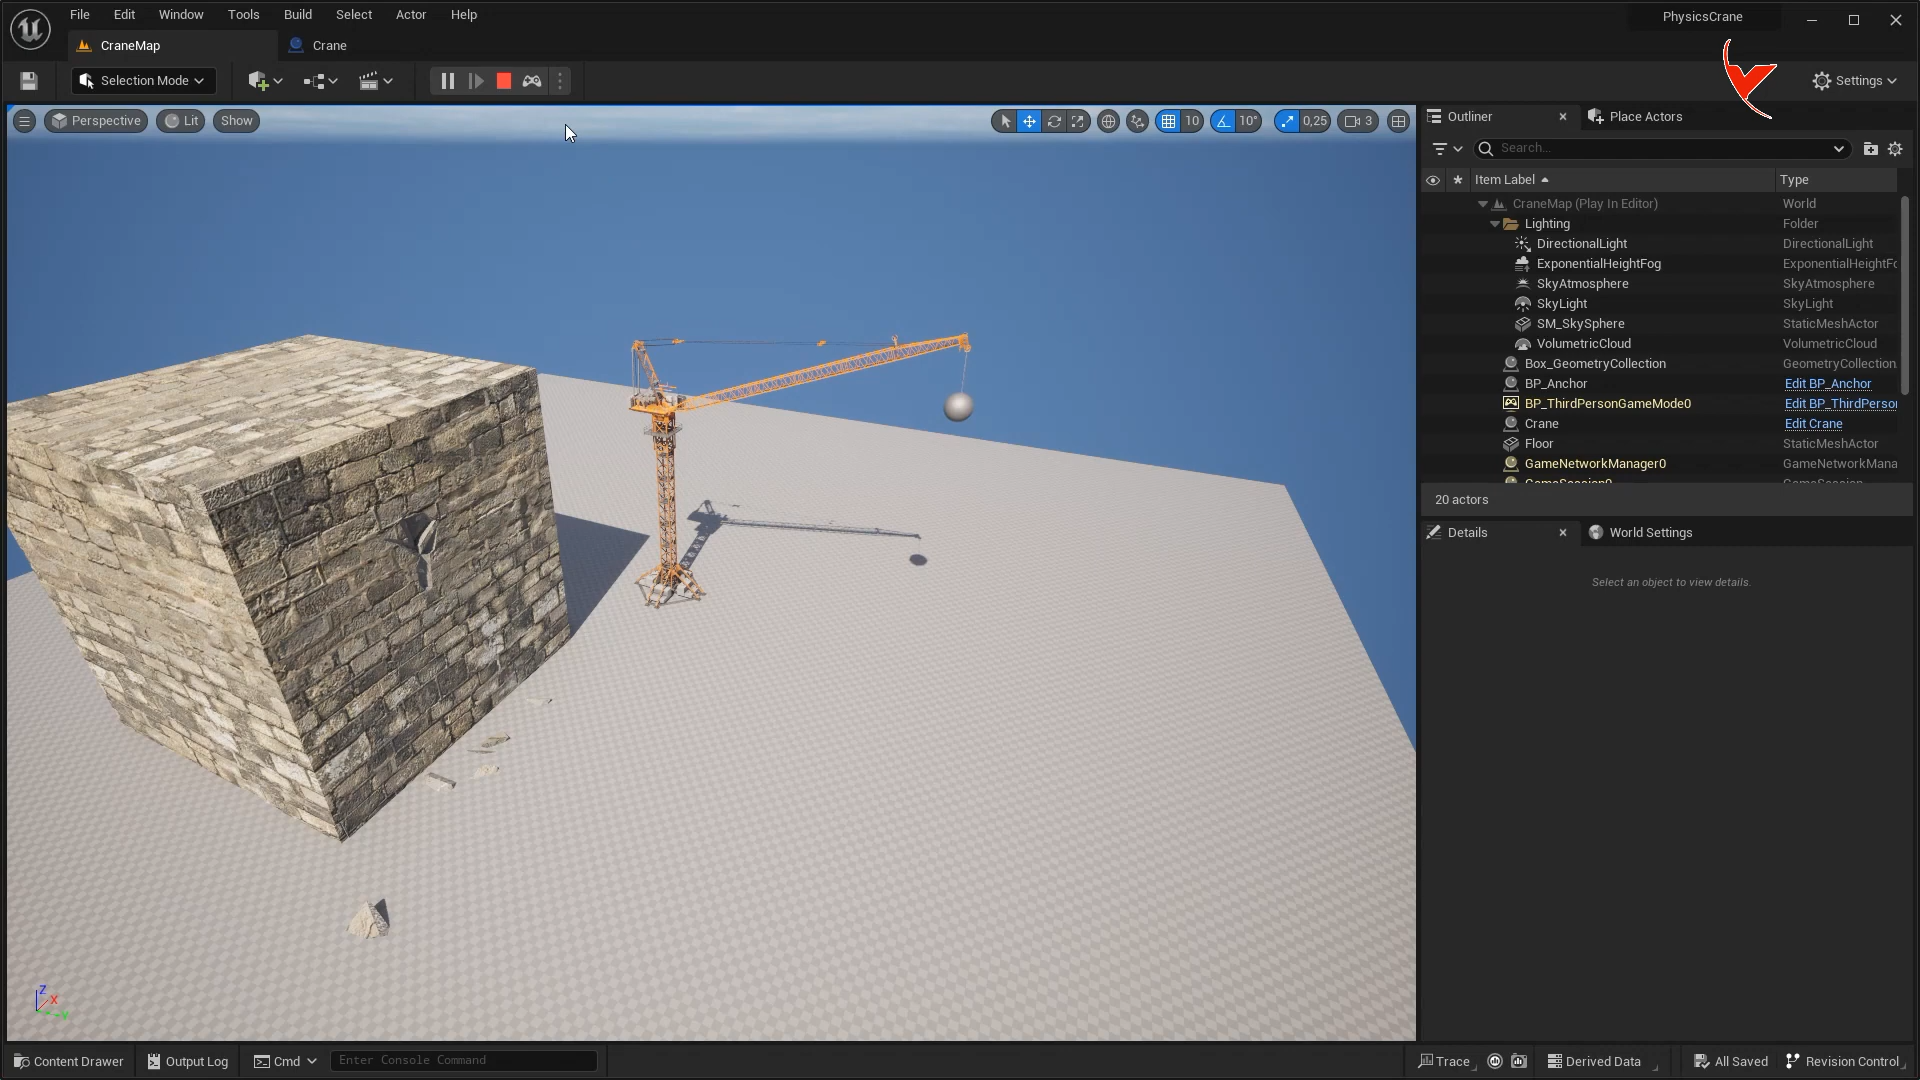 File Edit Window Tools Build Select Actor Help
PhysicsCrane
CraneMap
Crane
Selection Mode
Settings
Perspective
Lit
Show
10
10°
0,25
3
Outliner
Place Actors
Search...
Item Label
Type
CraneMap (Play In Editor) World
Lighting Folder
DirectionalLight DirectionalLight
ExponentialHeightFog ExponentialHeightFo
SkyAtmosphere SkyAtmosphere
SkyLight SkyLight
SM_SkySphere StaticMeshActor
VolumetricCloud VolumetricCloud
Box_GeometryCollection GeometryCollection
BP_Anchor Edit BP_Anchor
BP_ThirdPersonGameMode0 Edit BP_ThirdPerson
Crane Edit Crane
Floor StaticMeshActor
GameNetworkManager0 GameNetworkMana
GameSession0 GameSession
20 actors
Details
World Settings
Select an object to view details.
Z
X
Y
Content Drawer
Output Log
Cmd
Enter Console Command
Trace
Derived Data
All Saved
Revision Control